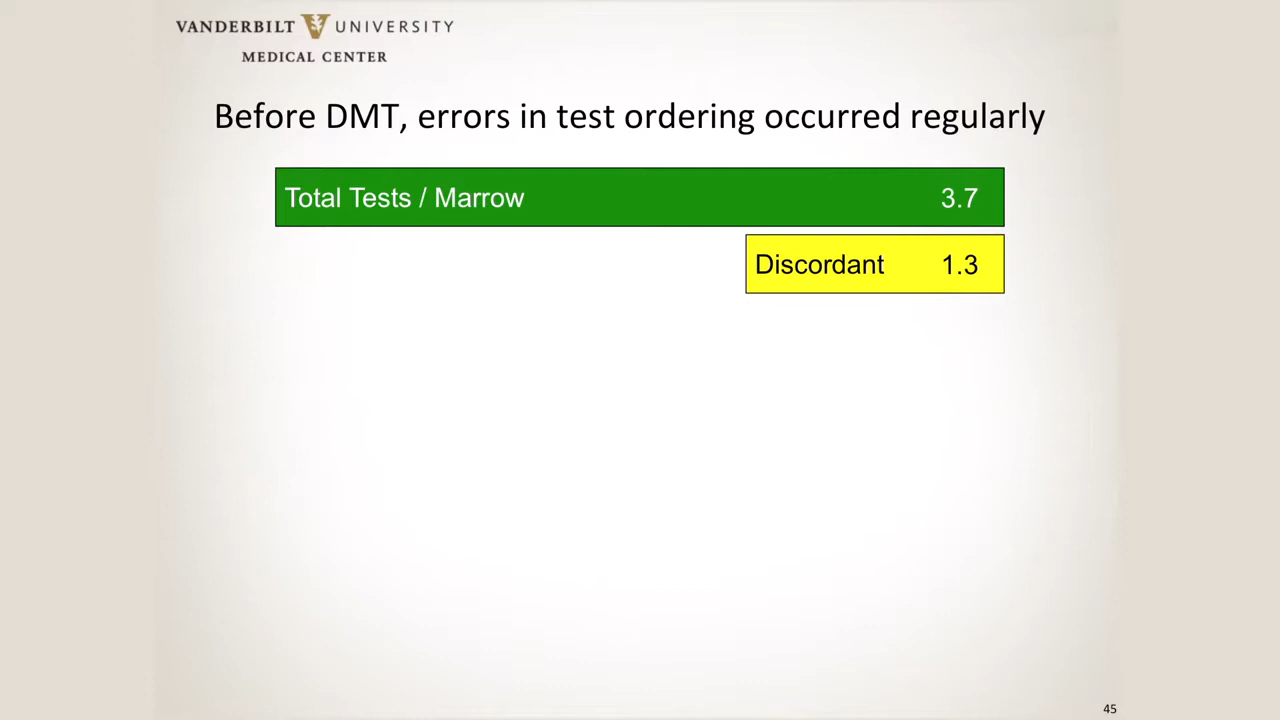 VANDERBILT UNIVERSITY
MEDICAL CENTER
Before DMT, errors in test ordering occurred regularly
Total Tests / Marrow 3.7
Discordant 1.3
45